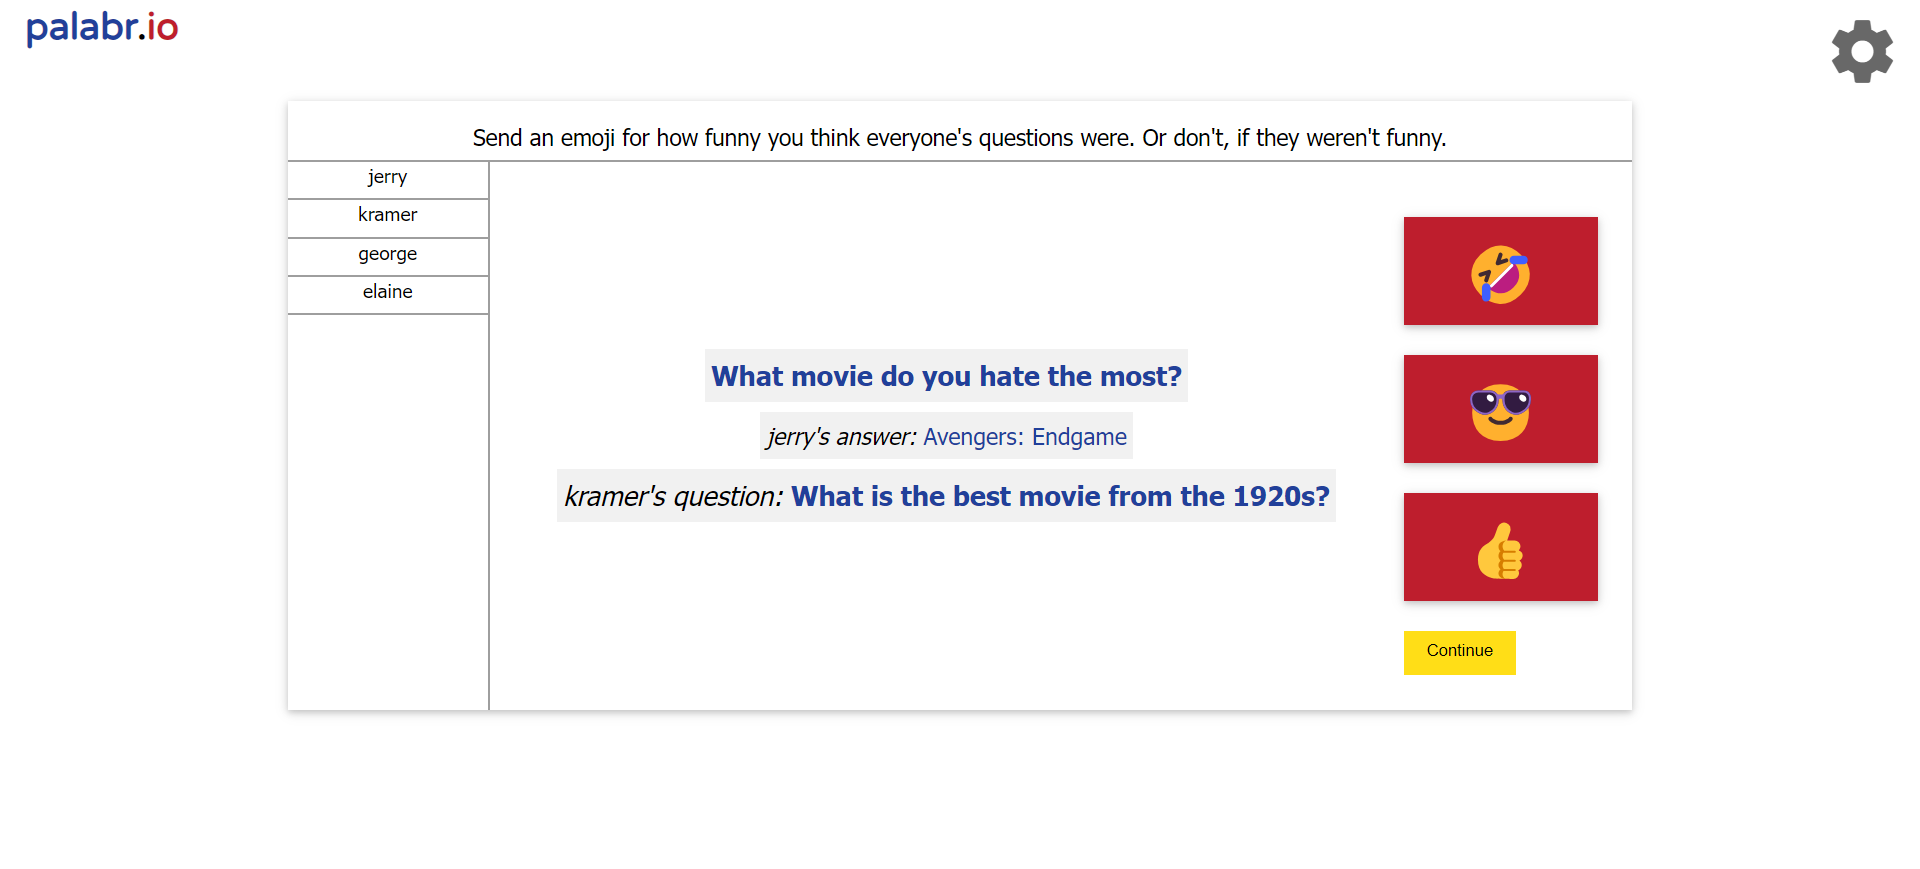 palabr.io
Send an emoji for how funny you think everyone's questions were. Or don't, if they weren't funny.
jerry
kramer
george
elaine
What movie do you hate the most?
jerry's answer: Avengers: Endgame
kramer's question: What is the best movie from the 1920s?
Continue